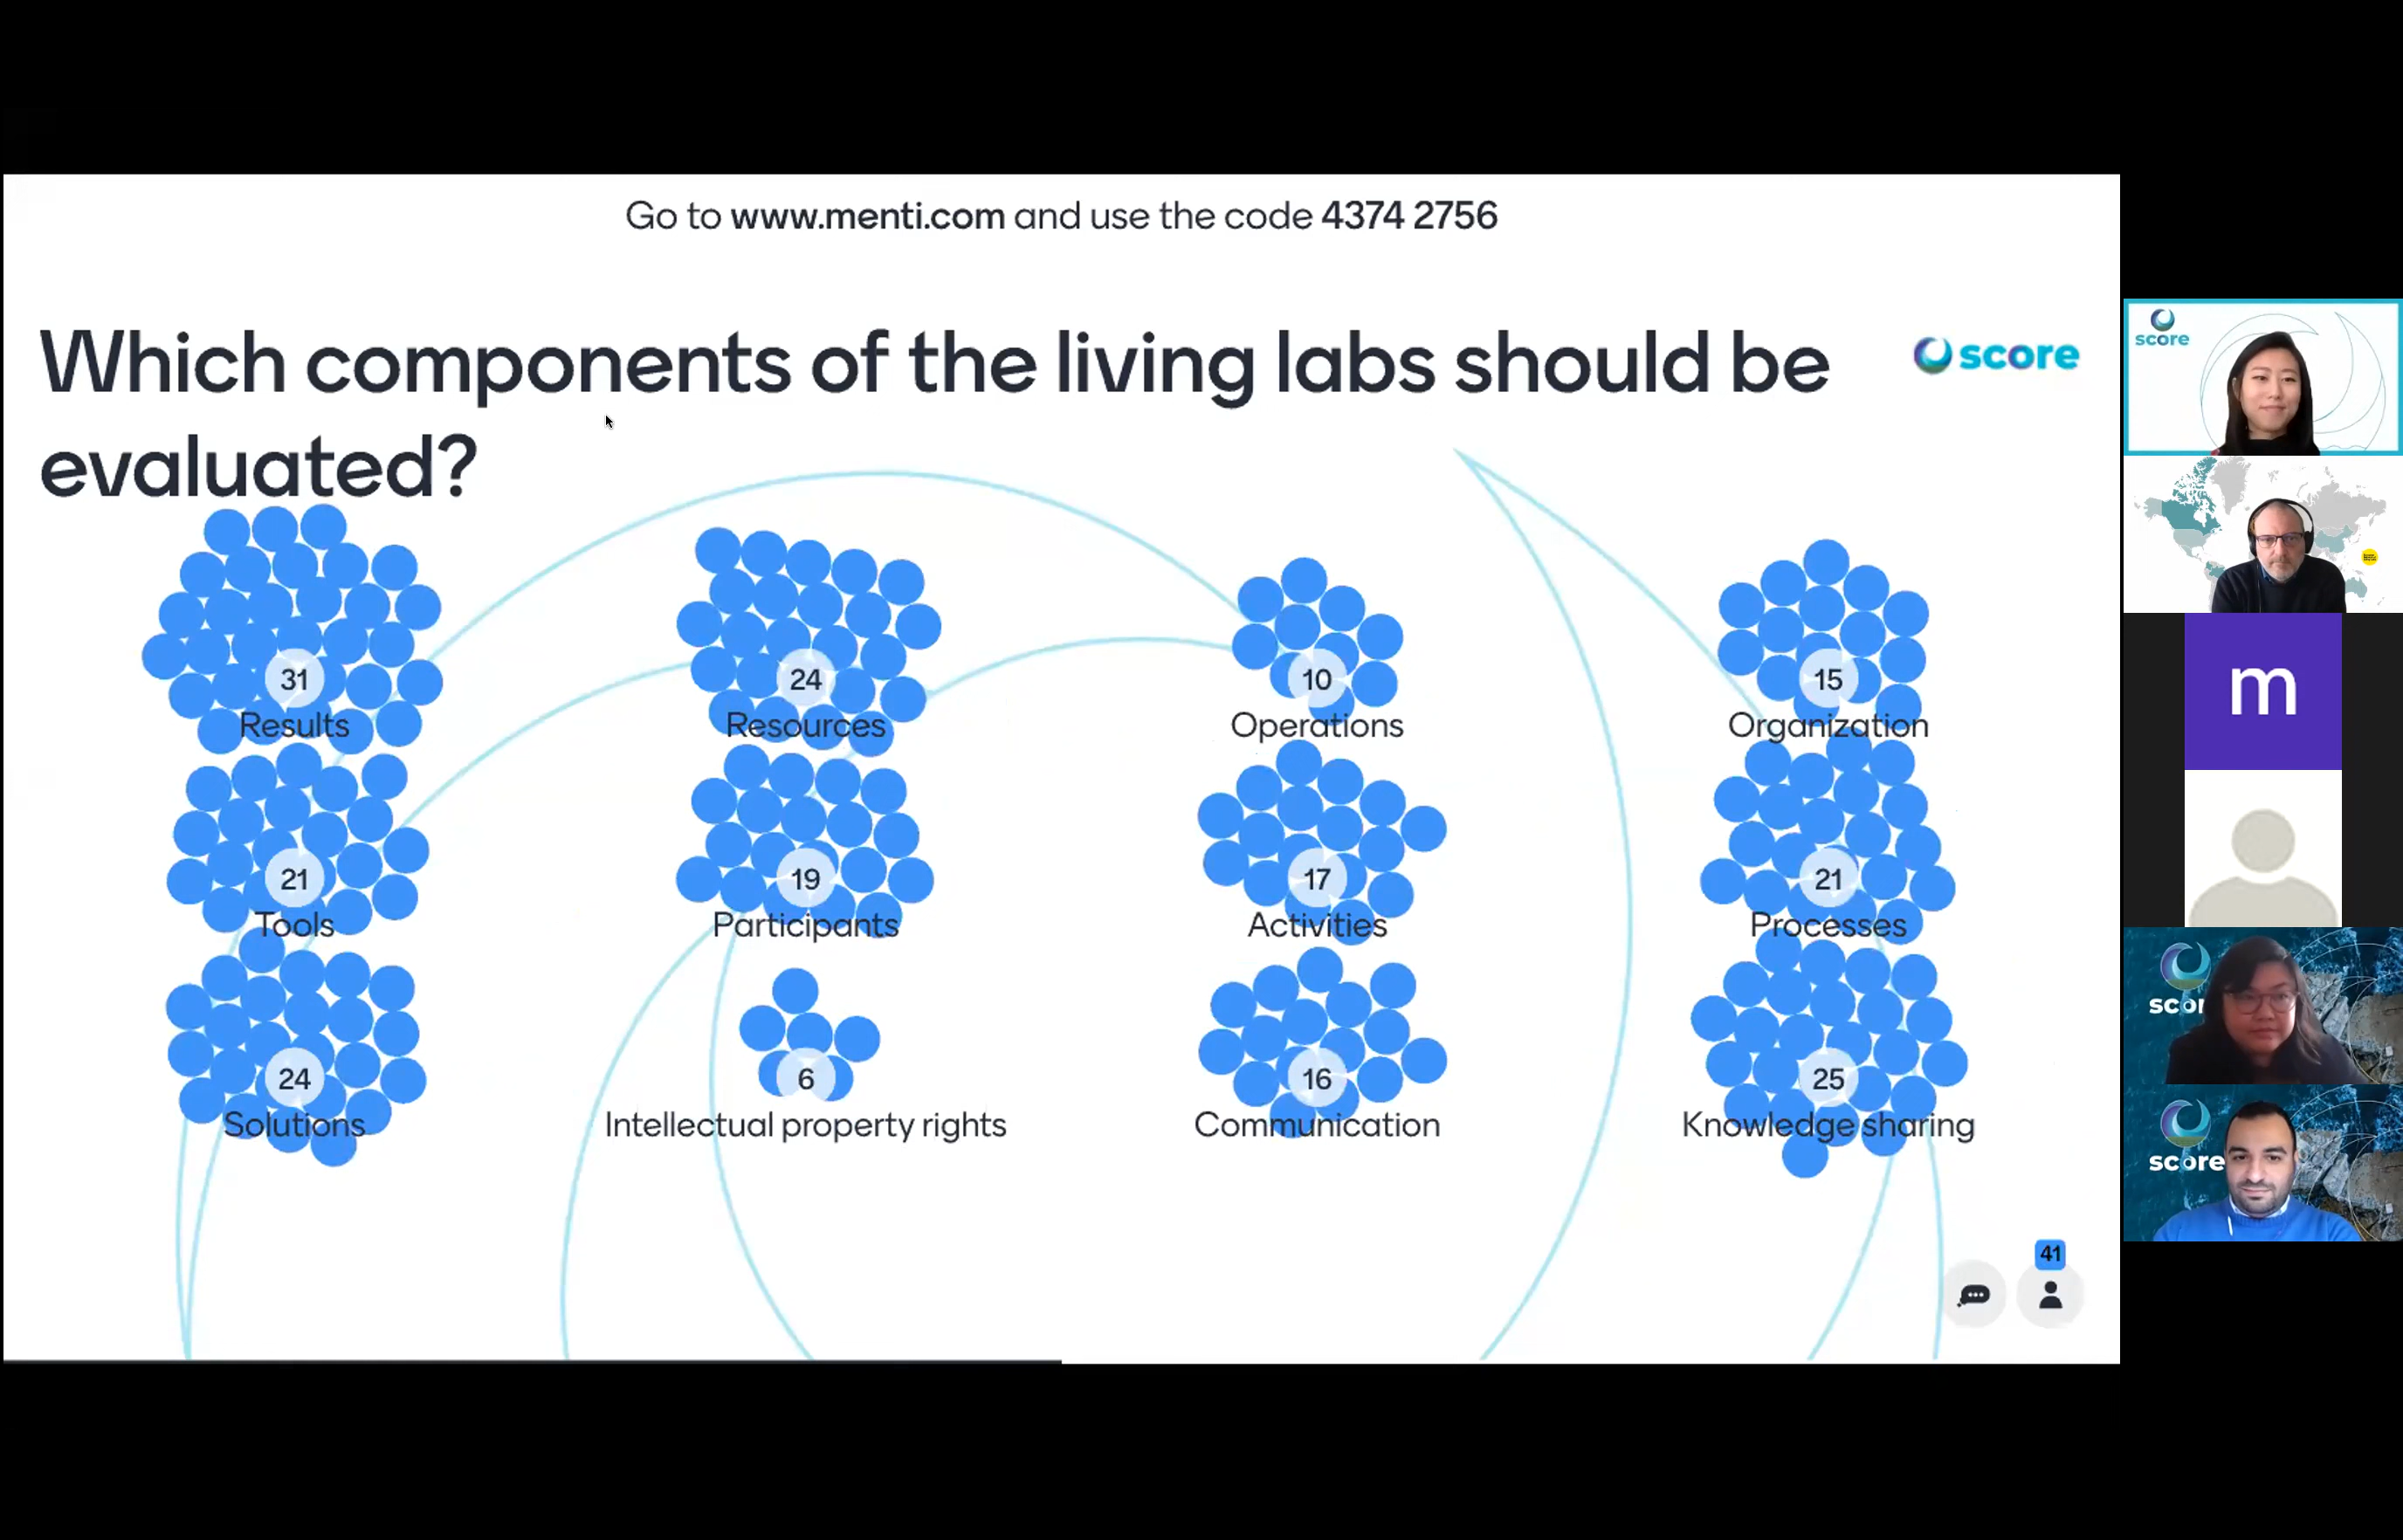 Go to www.menti.com and use the code 4374 2756
Which components of the living labs should be
evaluated?
score
31
Results
24
Resources
10
Operations
15
Organization
21
Tools
19
Participants
17
Activities
21
Processes
24
Solutions
6
Intellectual property rights
16
Communication
25
Knowledge sharing
41
score
m
scor
score